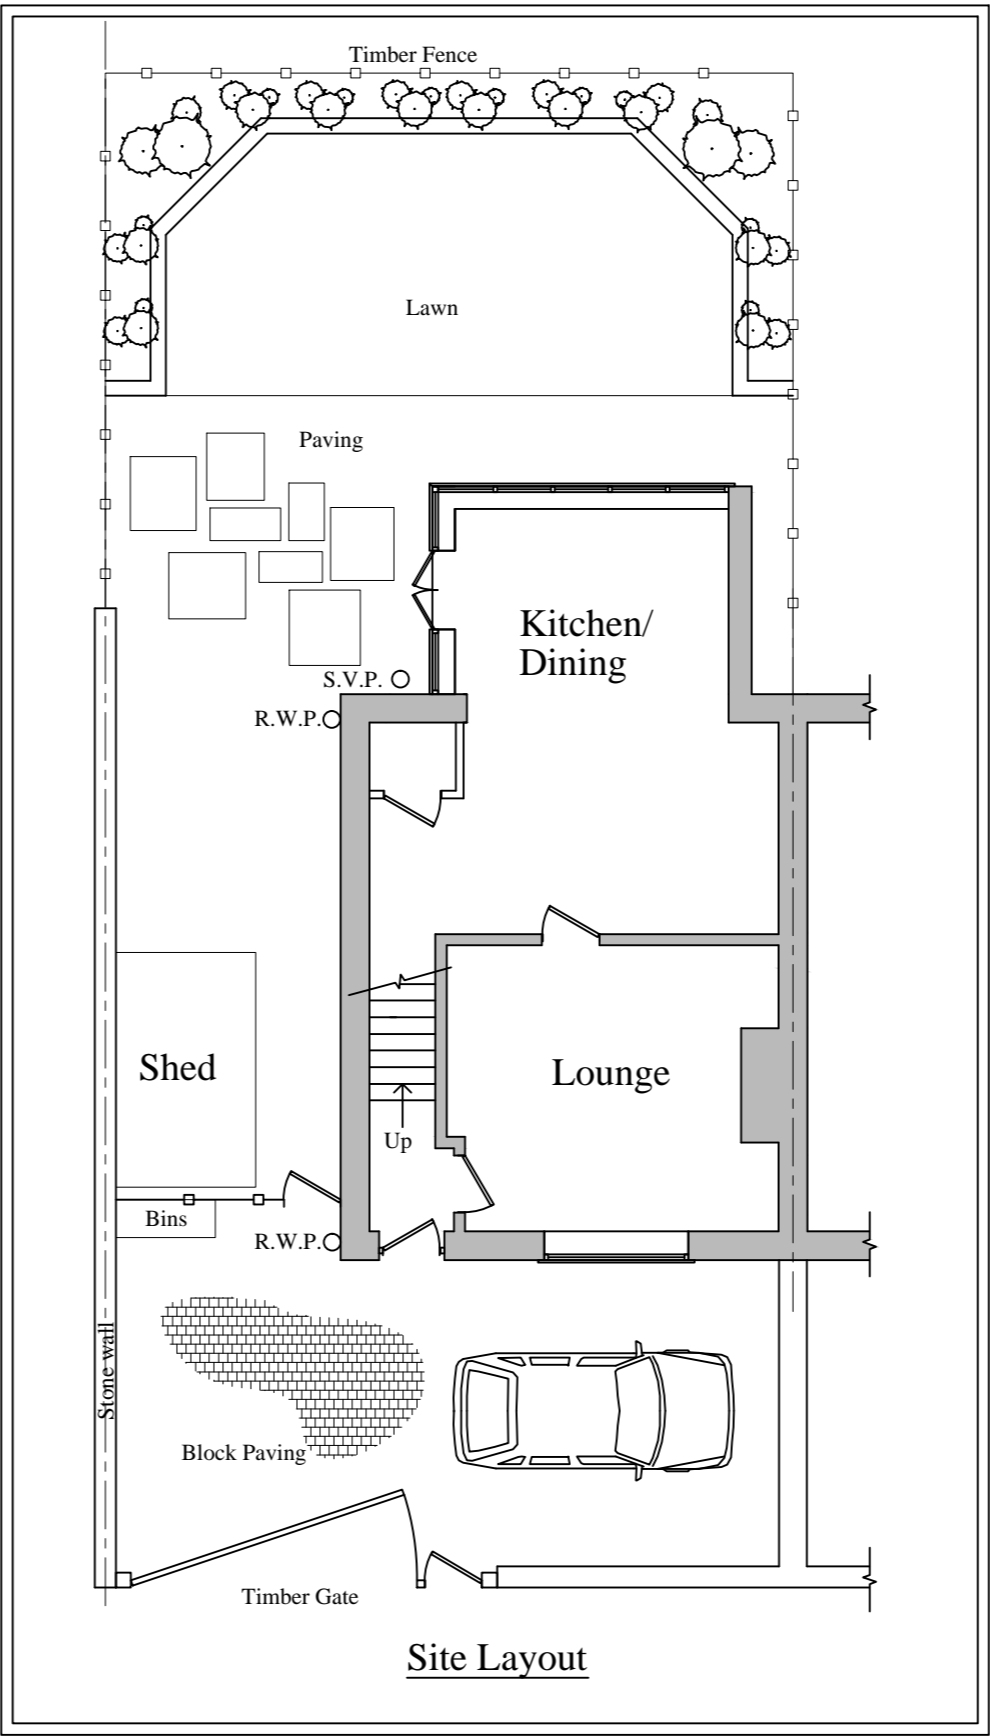 Timber Fence
Lawn
Paving
Kitchen/
Dining
S.V.P.
R.W.P.
Shed
Lounge
Up
Bins
R.W.P.
Stone wall
Block Paving
Timber Gate
Site Layout